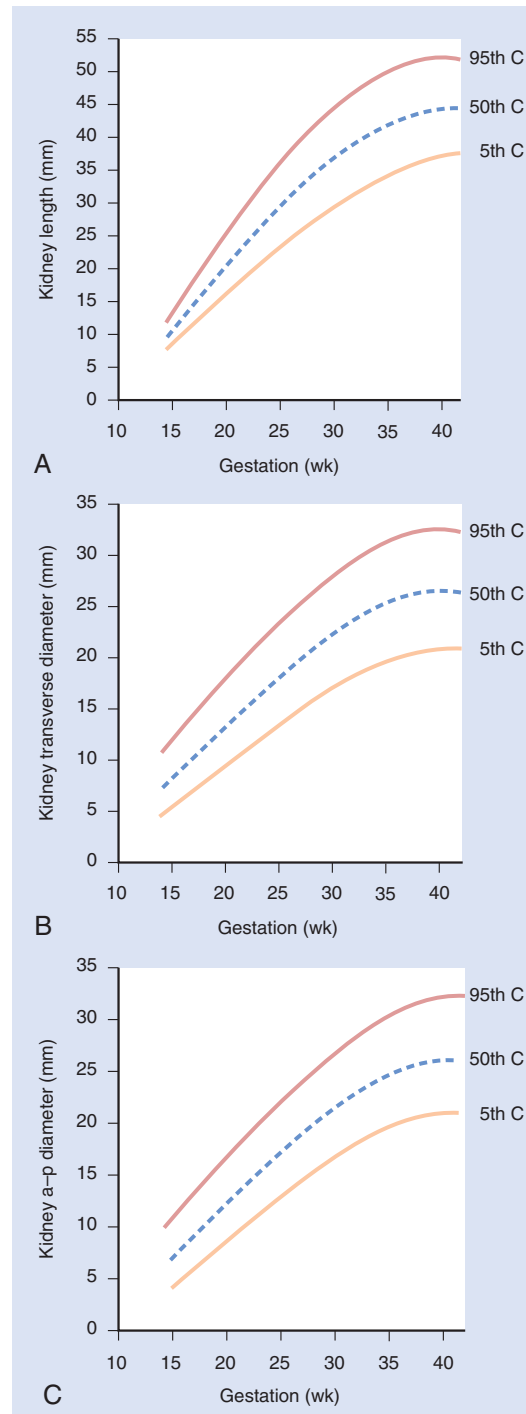 55
50
45
40
35
30
25
20
15
10
5
0
Kidney length (mm)
95th C
50th C
5th C
10 15 20 25 30 35 40
Gestation (wk)
A
35
30
25
20
15
10
5
0
Kidney transverse diameter (mm)
95th C
50th C
5th C
10 15 20 25 30 35 40
Gestation (wk)
B
35
30
25
20
15
10
5
0
Kidney a–p diameter (mm)
95th C
50th C
5th C
10 15 20 25 30 35 40
Gestation (wk)
C